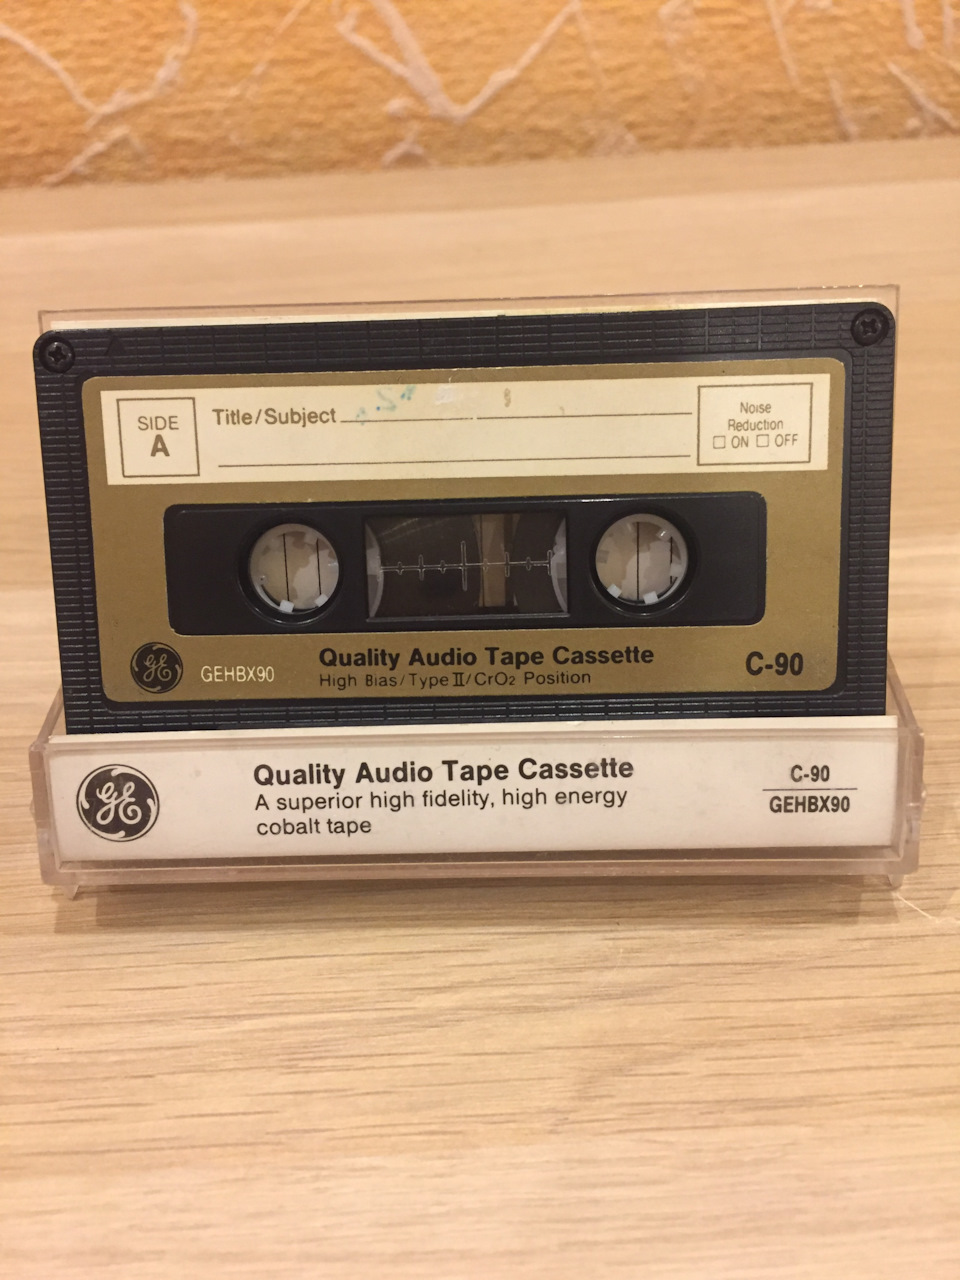 SIDE
A
Title/Subject
Noise
Reduction
☐ ON ☐ OFF
GE
GEHBX90
Quality Audio Tape Cassette
High Bias/Type II/CrO2 Position
C-90
GE
Quality Audio Tape Cassette
A superior high fidelity, high energy
cobalt tape
C-90
GEHBX90